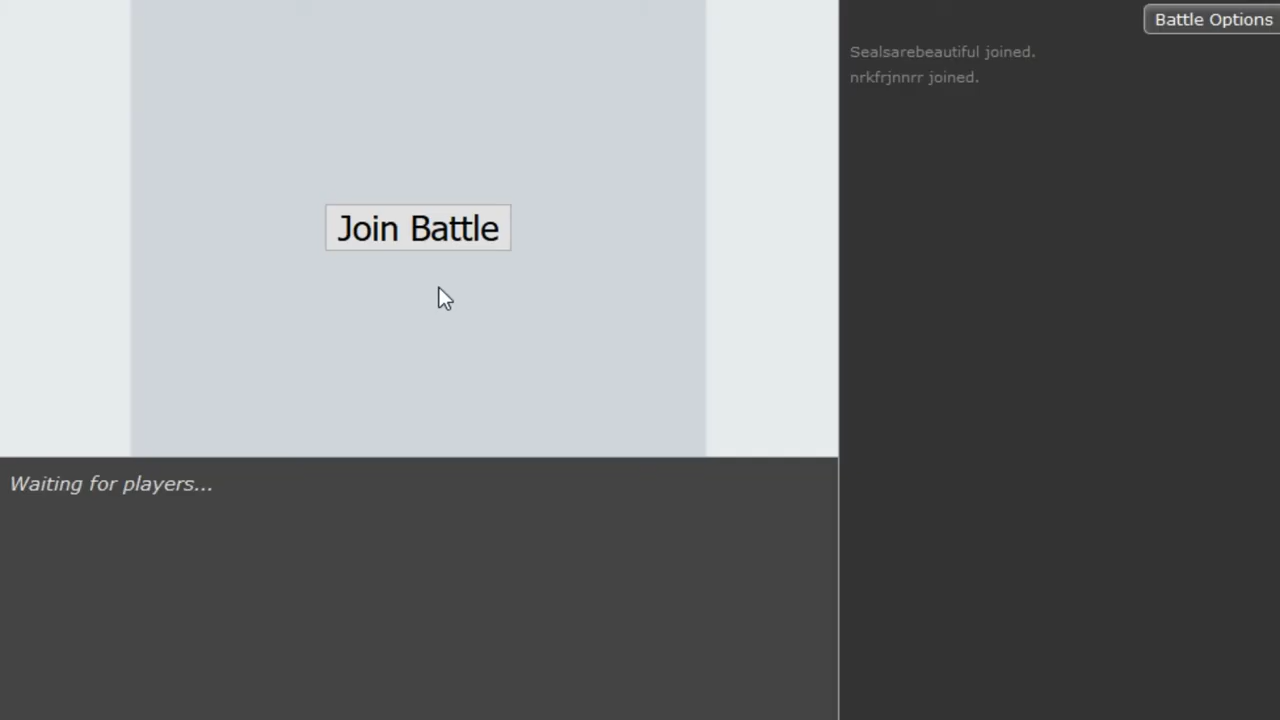 Battle Options
Sealsarebeautiful joined.
nrkfrjnnrr joined.
Join Battle
Waiting for players...